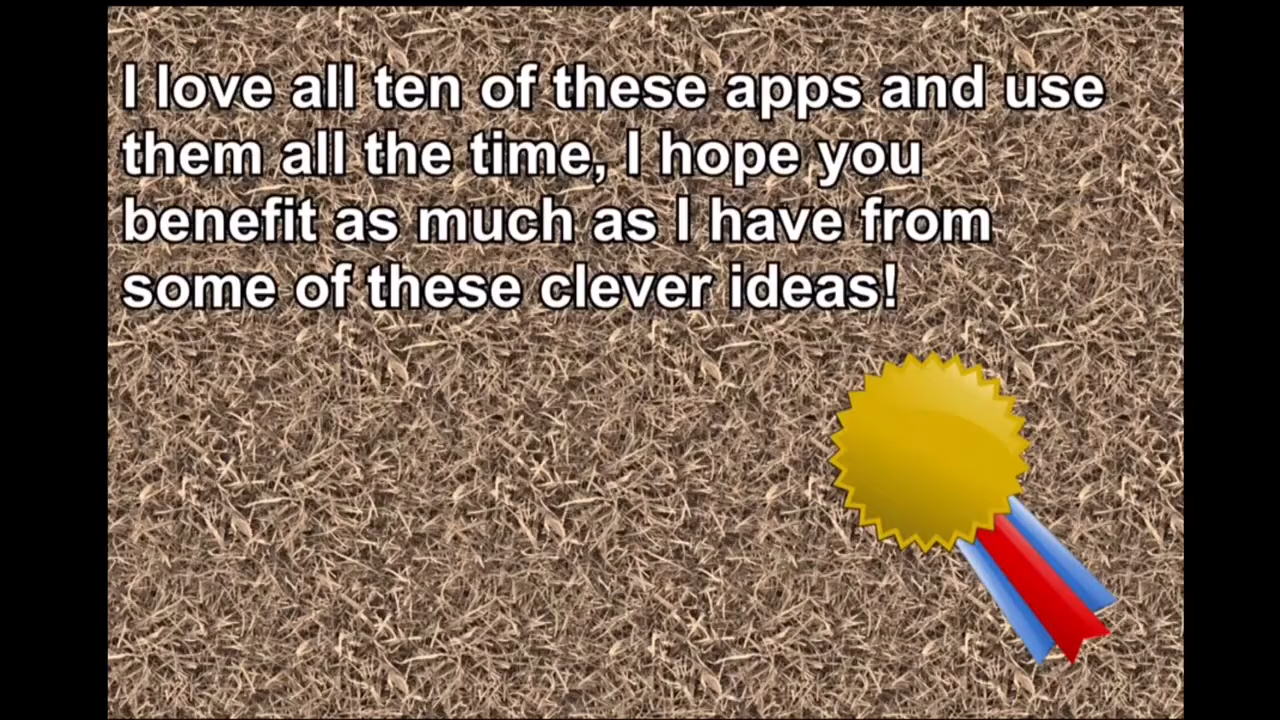 I love all ten of these apps and use
them all the time, I hope you
benefit as much as I have from
some of these clever ideas!